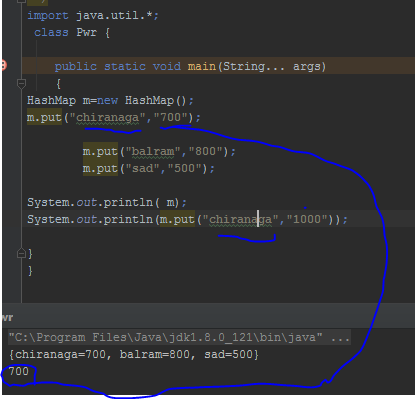 import java.util.*;
class Pwr {
public static void main(String... args)
{
HashMap m=new HashMap();
m.put("chiranaga","700");
m.put("balram","800");
m.put("sad","500");
System.out.println( m);
System.out.println(m.put("chiranaga","1000"));
}
}
wr
"C:\Program Files\Java\jdk1.8.0_121\bin\java" ...
{chiranaga=700, balram=800, sad=500}
700